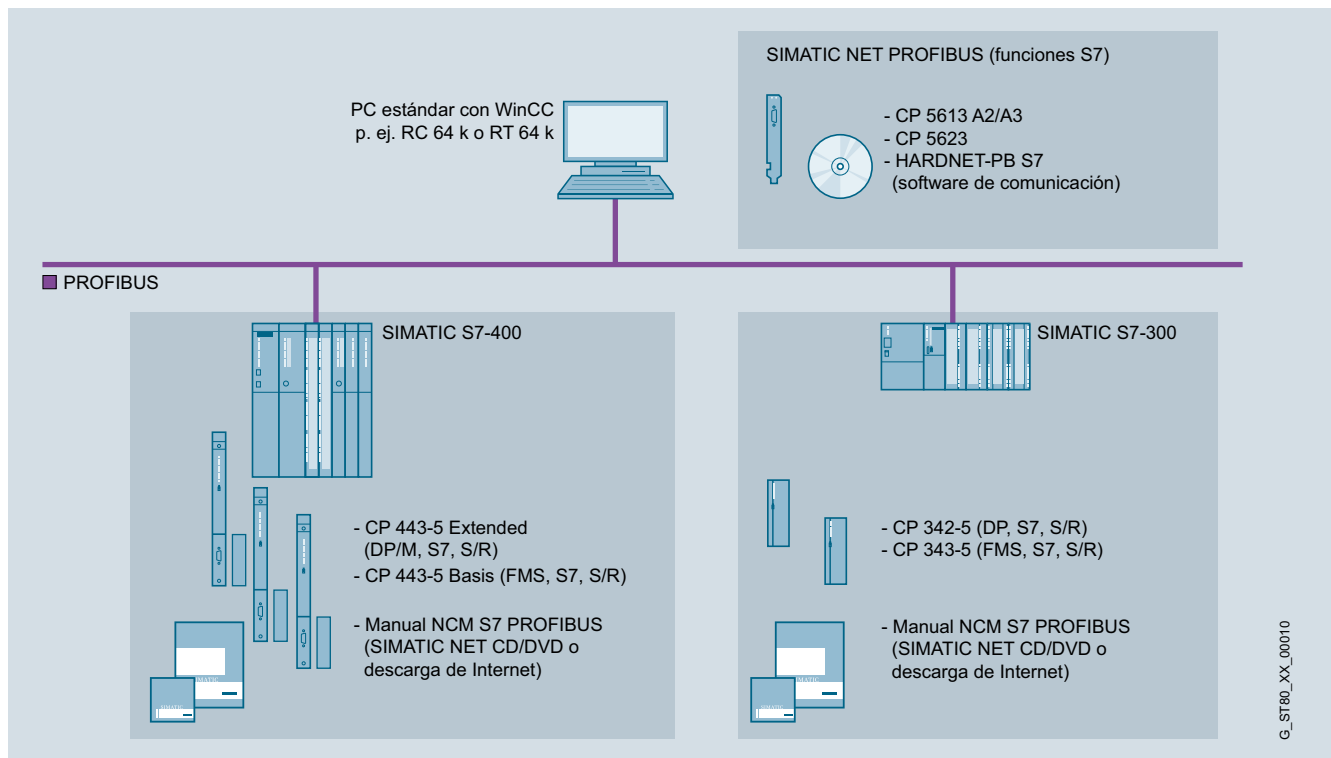 SIMATIC NET PROFIBUS (funciones S7)
PC estándar con WinCC
p. ej. RC 64 k o RT 64 k
- CP 5613 A2/A3
- CP 5623
- HARDNET-PB S7
(software de comunicación)
PROFIBUS
SIMATIC S7-400
- CP 443-5 Extended
(DP/M, S7, S/R)
- CP 443-5 Basis (FMS, S7, S/R)
- Manual NCM S7 PROFIBUS
(SIMATIC NET CD/DVD o
descarga de Internet)
SIMATIC
SIMATIC
SIMATIC S7-300
- CP 342-5 (DP, S7, S/R)
- CP 343-5 (FMS, S7, S/R)
- Manual NCM S7 PROFIBUS
(SIMATIC NET CD/DVD o
descarga de Internet)
SIMATIC
SIMATIC
G_ST80_XX_00010